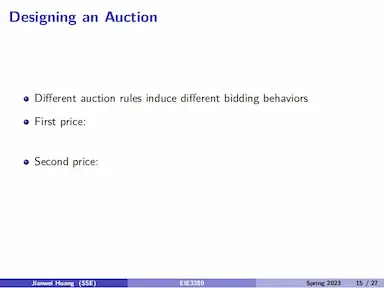 Designing an Auction
Different auction rules induce different bidding behaviors
First price:
Second price:
Jianwei Huang (SSE) EIE3280 Spring 2023 15 / 27